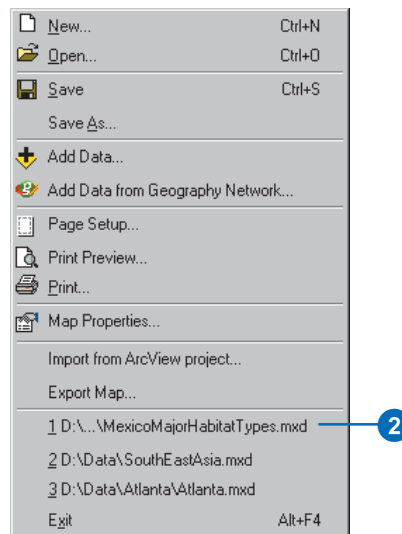 New... Ctrl+N
Open... Ctrl+O
Save Ctrl+S
Save As...
Add Data...
Add Data from Geography Network...
Page Setup...
Print Preview...
Print...
Map Properties...
Import from ArcView project...
Export Map...
1 D:\...\MexicoMajorHabitatTypes.mxd 2
2 D:\Data\SouthEastAsia.mxd
3 D:\Data\Atlanta\Atlanta.mxd
Exit Alt+F4